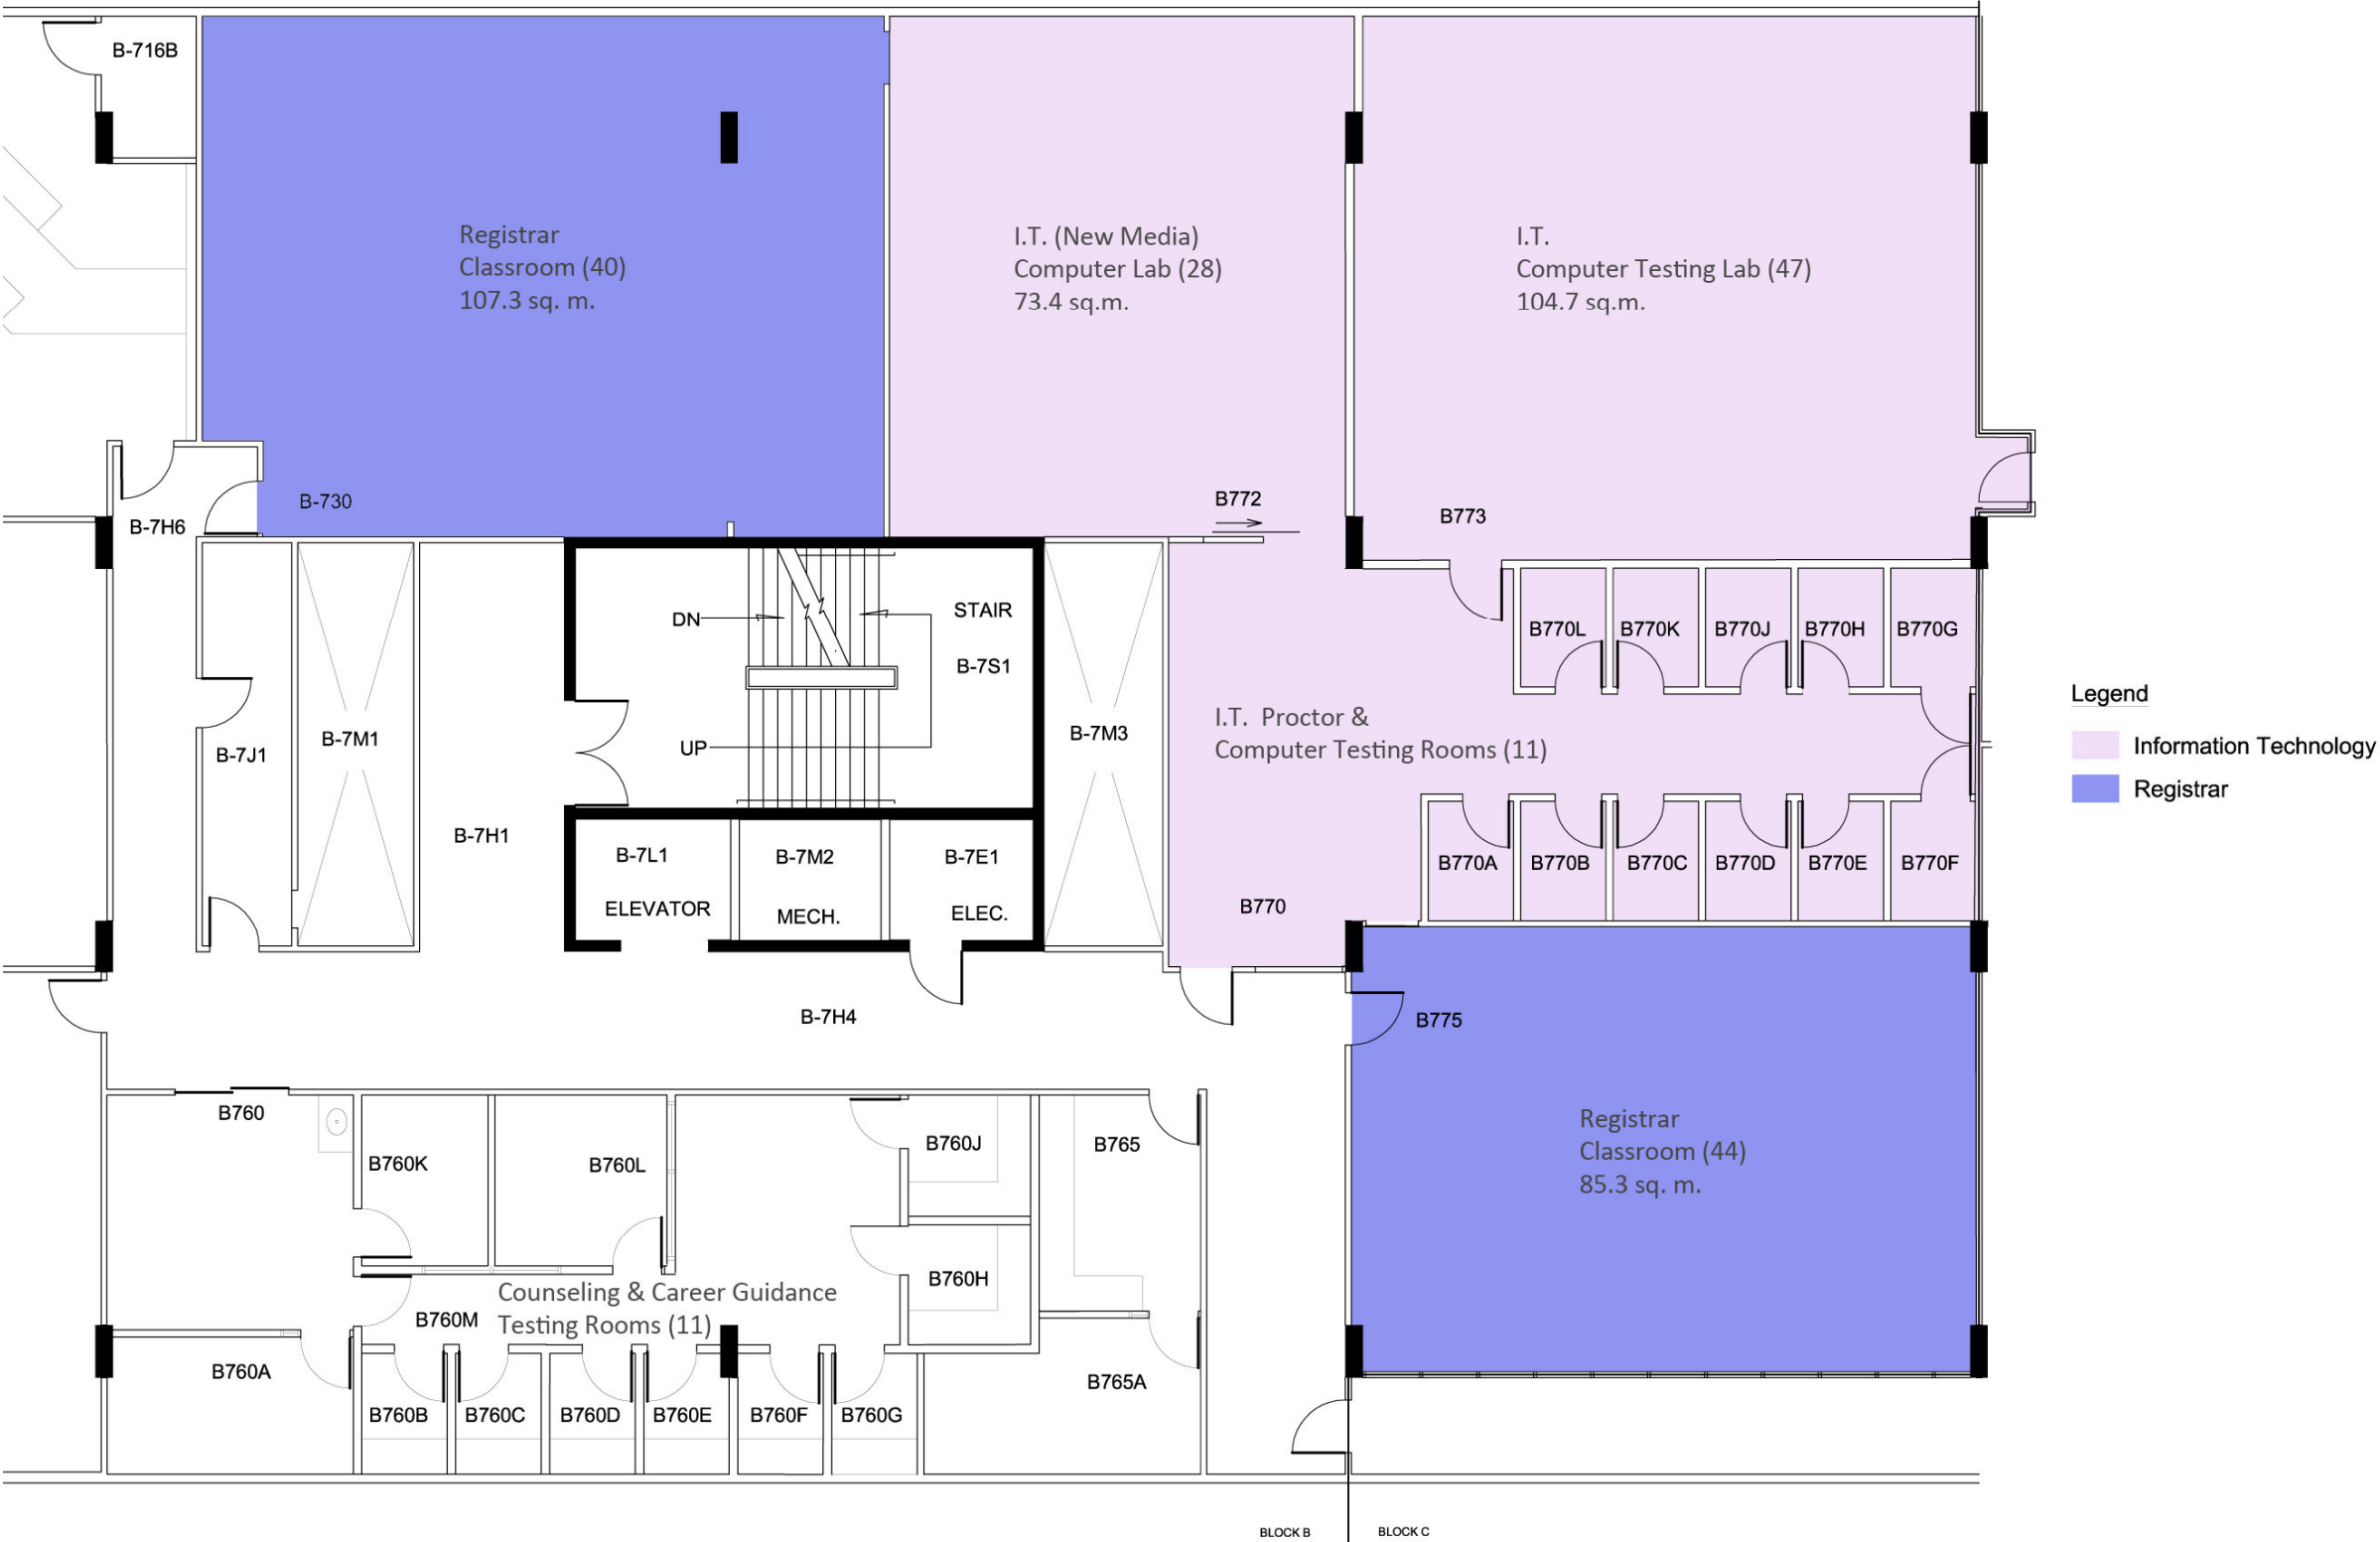 B-716B
Registrar
Classroom (40)
107.3 sq. m.
I.T. (New Media)
Computer Lab (28)
73.4 sq.m.
I.T.
Computer Testing Lab (47)
104.7 sq.m.
B-730
B772
B773
B-7H6
DN
STAIR
B-7S1
UP
B-7J1
B-7M1
B-7H1
B-7M3
B770L
B770K
B770J
B770H
B770G
I.T. Proctor &
Computer Testing Rooms (11)
Legend
Information Technology
Registrar
B-7L1
ELEVATOR
B-7M2
MECH.
B-7E1
ELEC.
B770A
B770B
B770C
B770D
B770E
B770F
B770
B-7H4
B775
B760
B760K
B760L
B760J
B765
Registrar
Classroom (44)
85.3 sq. m.
B760H
Counseling & Career Guidance
Testing Rooms (11)
B760M
B760A
B765A
B760B
B760C
B760D
B760E
B760F
B760G
BLOCK B
BLOCK C